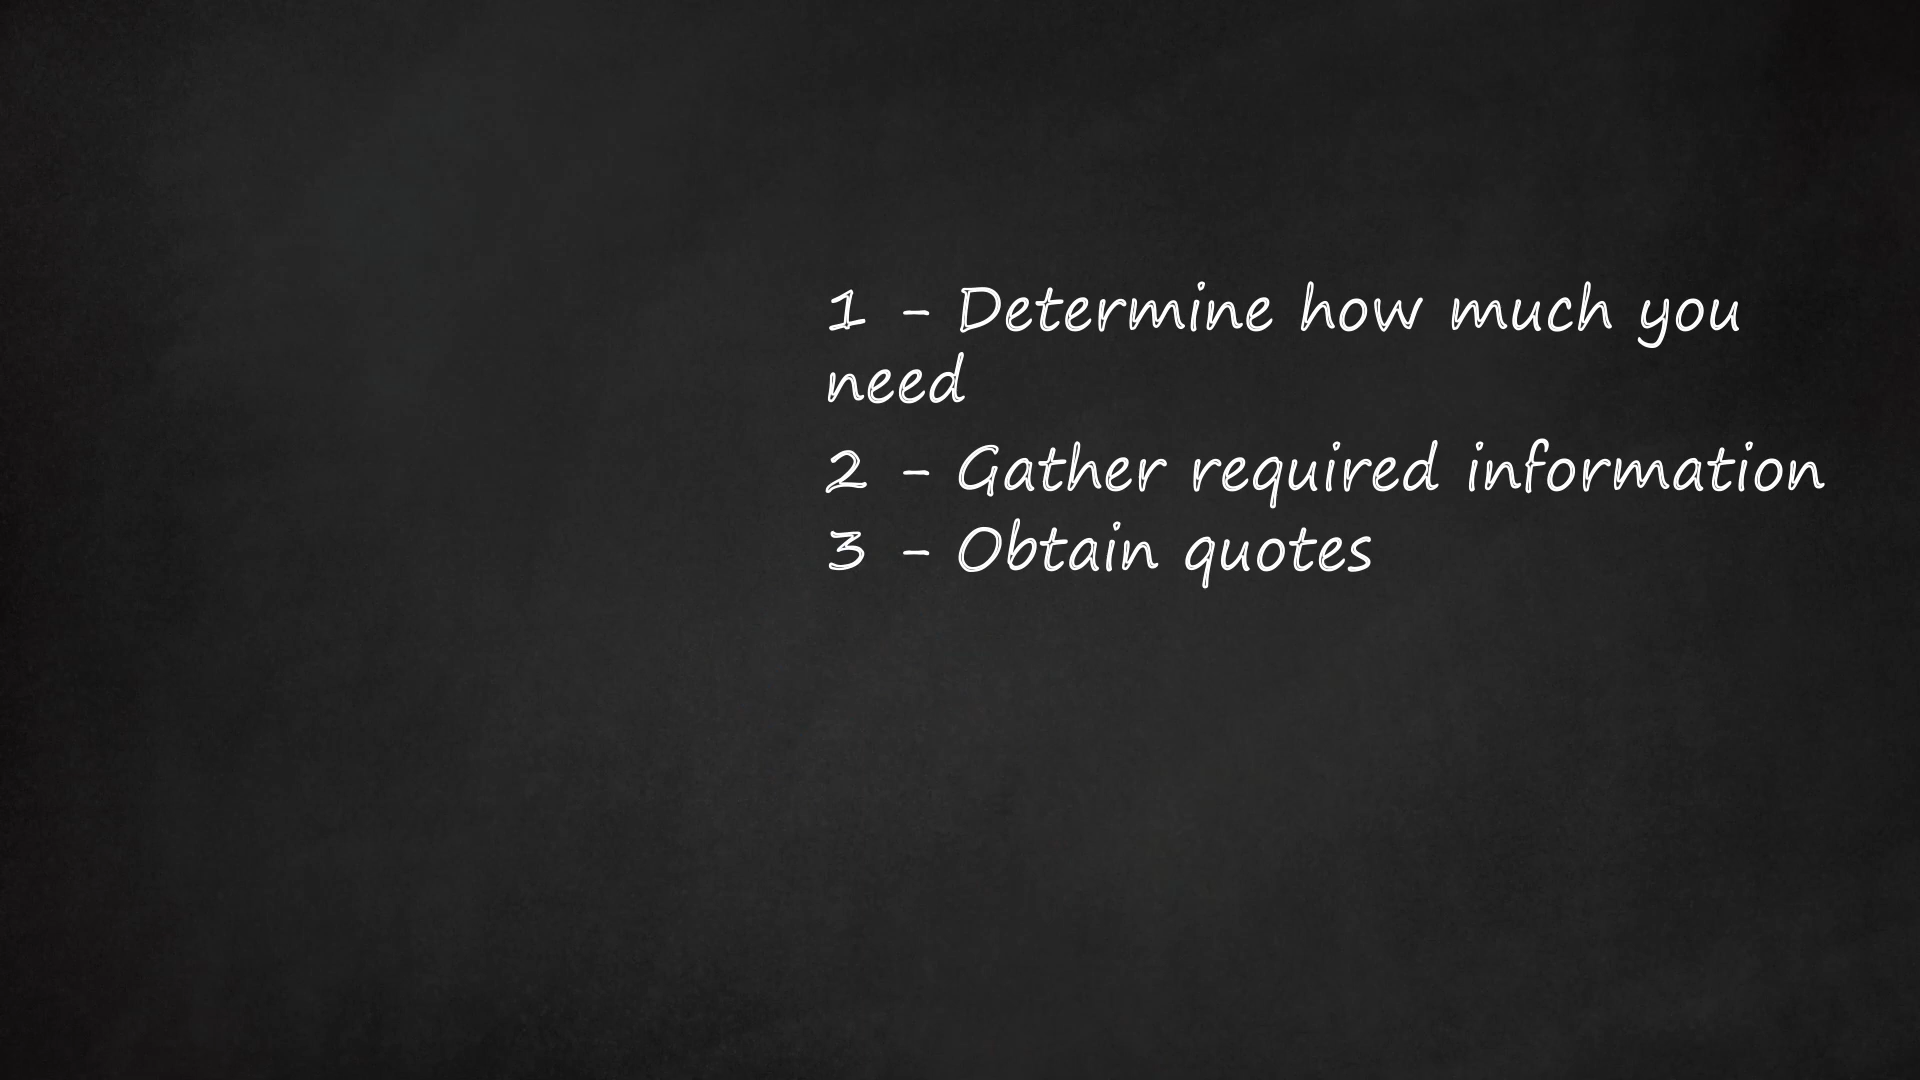 1 - Determine how much you
need
2 - Gather required information
3 - Obtain quotes